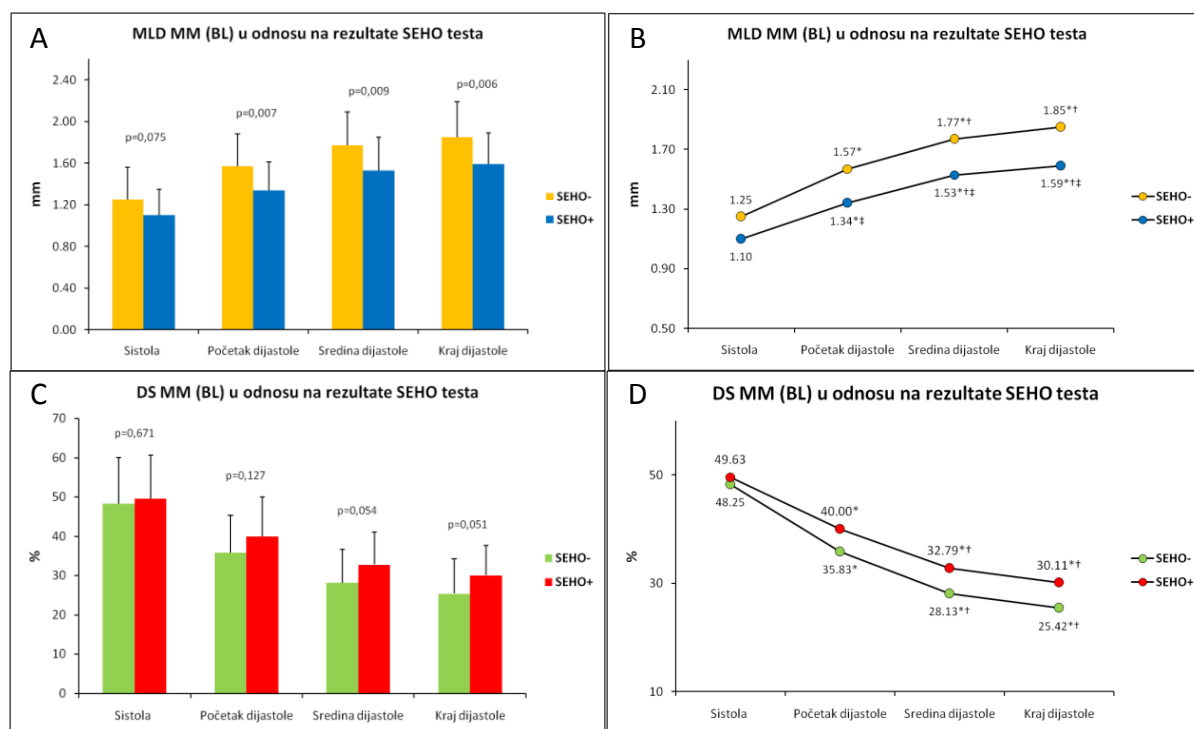 A
MLD MM (BL) u odnosu na rezultate SEHO testa
2.40
2.00
1.60
1.20
0.80
0.40
0.00
mm
p=0,075
p=0,007
p=0,009
p=0,006
Sistola
Početak dijastole
Sredina dijastole
Kraj dijastole
SEHO-
SEHO+
B
MLD MM (BL) u odnosu na rezultate SEHO testa
2.10
1.70
1.30
0.90
0.50
mm
1.25
1.57*
1.77*†
1.85*†
1.10
1.34*‡
1.53*†‡
1.59*†‡
Sistola
Početak dijastole
Sredina dijastole
Kraj dijastole
SEHO-
SEHO+
C
DS MM (BL) u odnosu na rezultate SEHO testa
70
60
50
40
30
20
10
0
%
p=0,671
p=0,127
p=0,054
p=0,051
Sistola
Početak dijastole
Sredina dijastole
Kraj dijastole
SEHO-
SEHO+
D
DS MM (BL) u odnosu na rezultate SEHO testa
50
30
10
%
49.63
40.00*
32.79*†
30.11*†
48.25
35.83*
28.13*†
25.42*†
Sistola
Početak dijastole
Sredina dijastole
Kraj dijastole
SEHO-
SEHO+